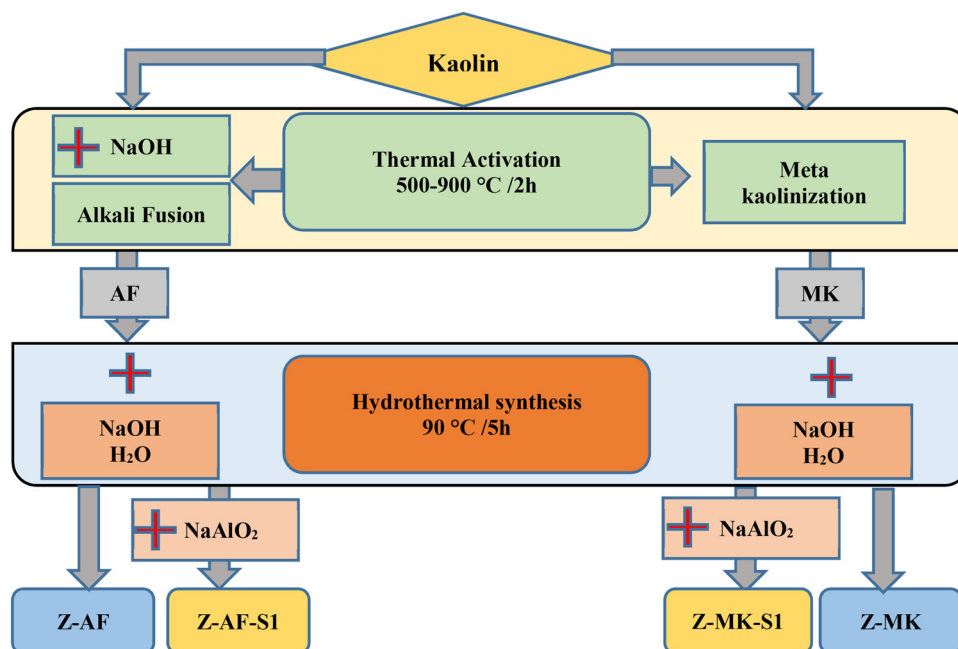 Kaolin
NaOH
Alkali Fusion
Thermal Activation
500-900 °C /2h
Meta
kaolinization
AF
MK
NaOH
H₂O
Hydrothermal synthesis
90 °C /5h
NaOH
H₂O
NaAlO₂
NaAlO₂
Z-AF
Z-AF-S1
Z-MK-S1
Z-MK